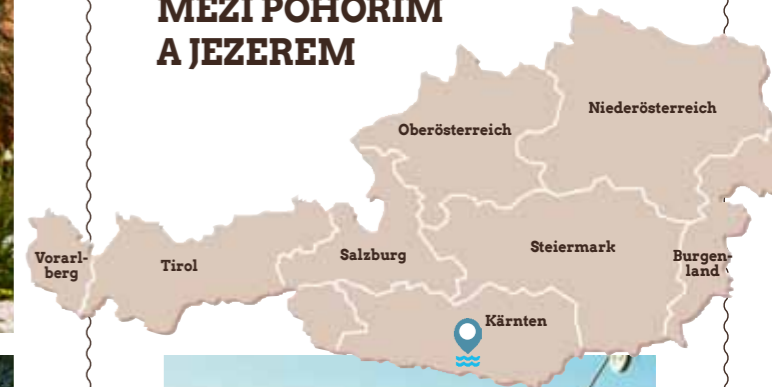 MEZI POHOŘÍM
A JEZEREM
Niederösterreich
Oberösterreich
Steiermark
Salzburg
Burgen-
land
Vorarl-
berg
Tirol
Kärnten